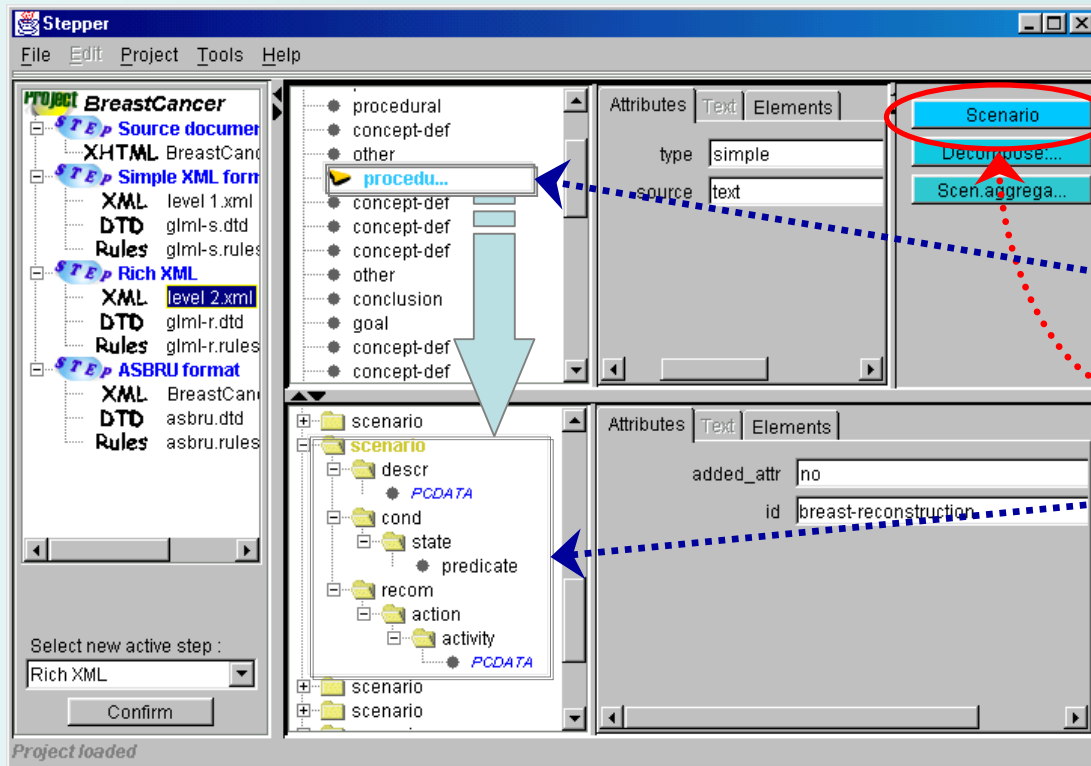 Stepper
File Edit Project Tools Help
Project BreastCancer
STEP Source documen
XHTML BreastCan
STEP Simple XML form
XML level 1.xml
DTD glml-s.dtd
Rules glml-s.rules
STEP Rich XML
XML level 2.xml
DTD glml-r.dtd
Rules glml-r.rules
STEP ASBRU format
XML BreastCan
DTD asbru.dtd
Rules asbru.rules
Select new active step :
Rich XML
Confirm
Project loaded
procedural
concept-def
other
procedu...
concept-def
concept-def
concept-def
other
conclusion
goal
concept-def
concept-def
Attributes Text Elements
type simple
source text
Scenario
Decompose:...
Scen.aggrega...
scenario
scenario
descr
PCDATA
cond
state
predicate
recom
action
activity
PCDATA
scenario
scenario
Attributes Text Elements
added_attr no
id breast-reconstruction